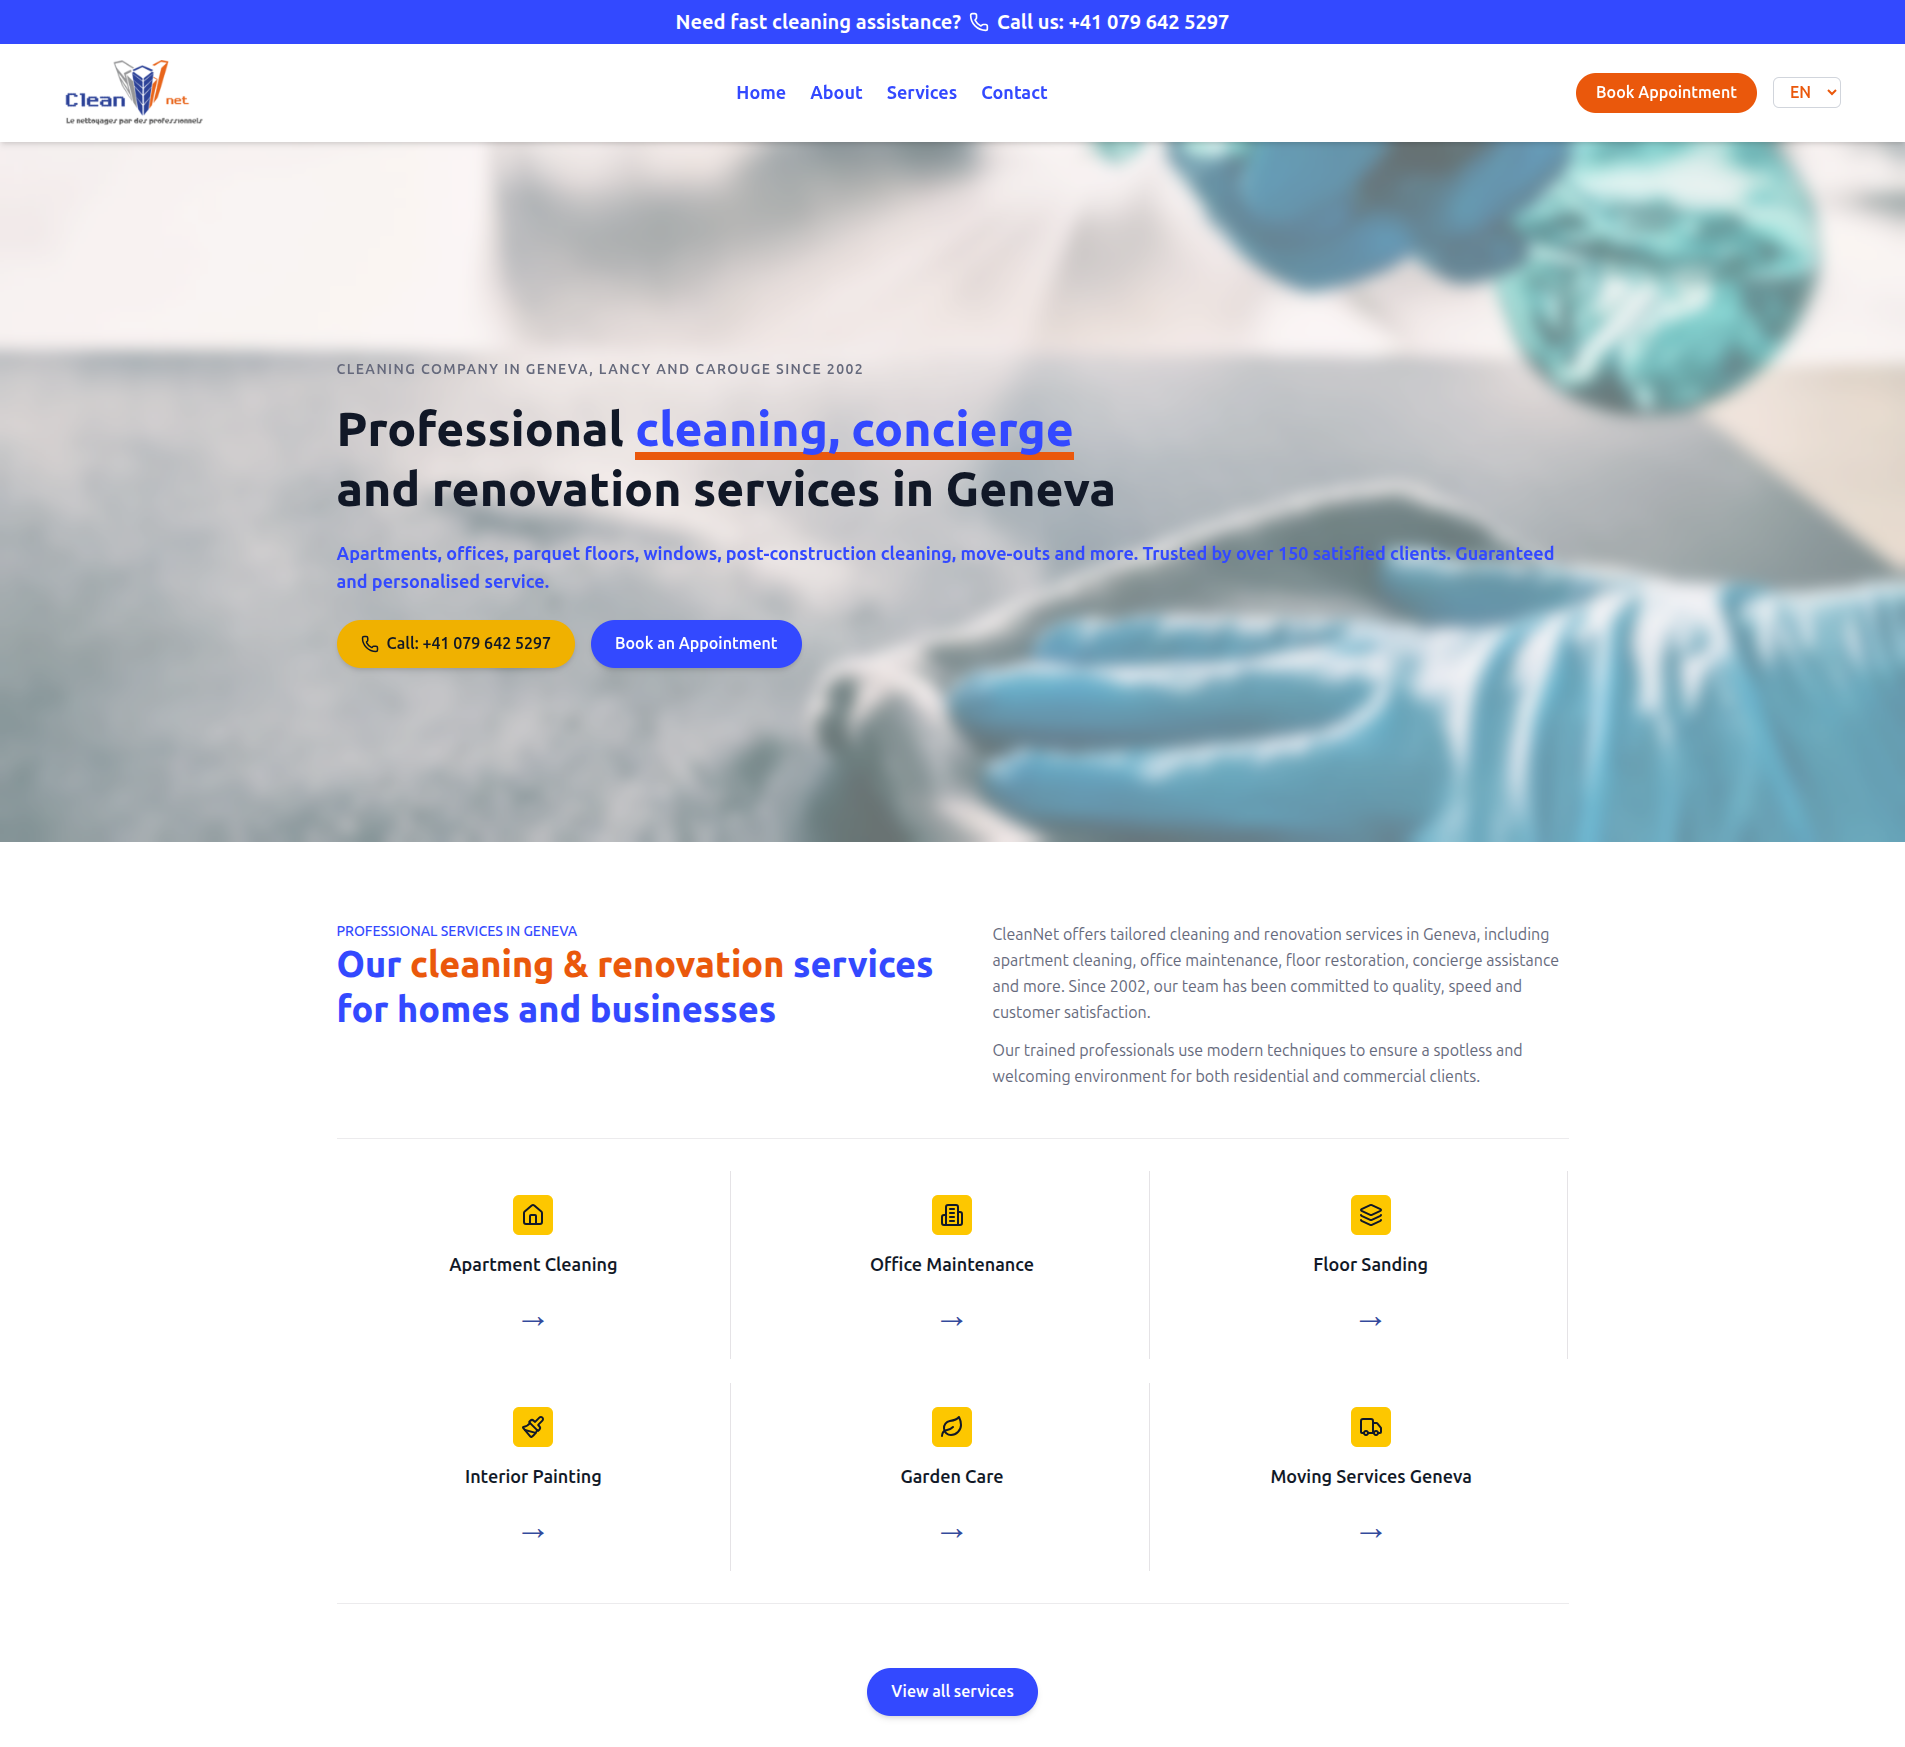 Need fast cleaning assistance? Call us: +41 079 642 5297
Clean net
Le nettoyages par des professionnels
Home About Services Contact
Book Appointment EN
CLEANING COMPANY IN GENEVA, LANCY AND CAROUGE SINCE 2002
Professional cleaning, concierge
and renovation services in Geneva
Apartments, offices, parquet floors, windows, post-construction cleaning, move-outs and more. Trusted by over 150 satisfied clients. Guaranteed
and personalised service.
Call: +41 079 642 5297 Book an Appointment
PROFESSIONAL SERVICES IN GENEVA
Our cleaning & renovation services
for homes and businesses
CleanNet offers tailored cleaning and renovation services in Geneva, including
apartment cleaning, office maintenance, floor restoration, concierge assistance
and more. Since 2002, our team has been committed to quality, speed and
customer satisfaction.
Our trained professionals use modern techniques to ensure a spotless and
welcoming environment for both residential and commercial clients.
Apartment Cleaning
→
Office Maintenance
→
Floor Sanding
→
Interior Painting
→
Garden Care
→
Moving Services Geneva
→
View all services